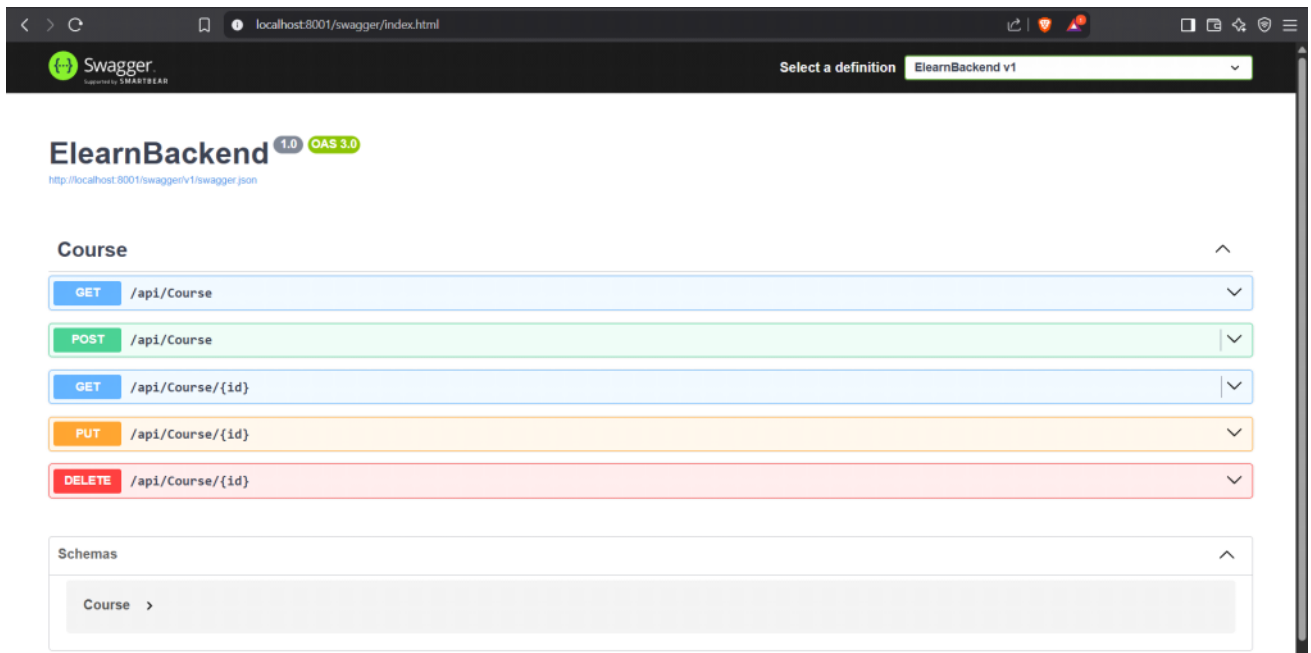 localhost:8001/swagger/index.html
Swagger.
Supported by SMARTBEAR
Select a definition
ElearnBackend v1
ElearnBackend 1.0 OAS 3.0
http://localhost:8001/swagger/v1/swagger.json
Course
GET /api/Course
POST /api/Course
GET /api/Course/{id}
PUT /api/Course/{id}
DELETE /api/Course/{id}
Schemas
Course